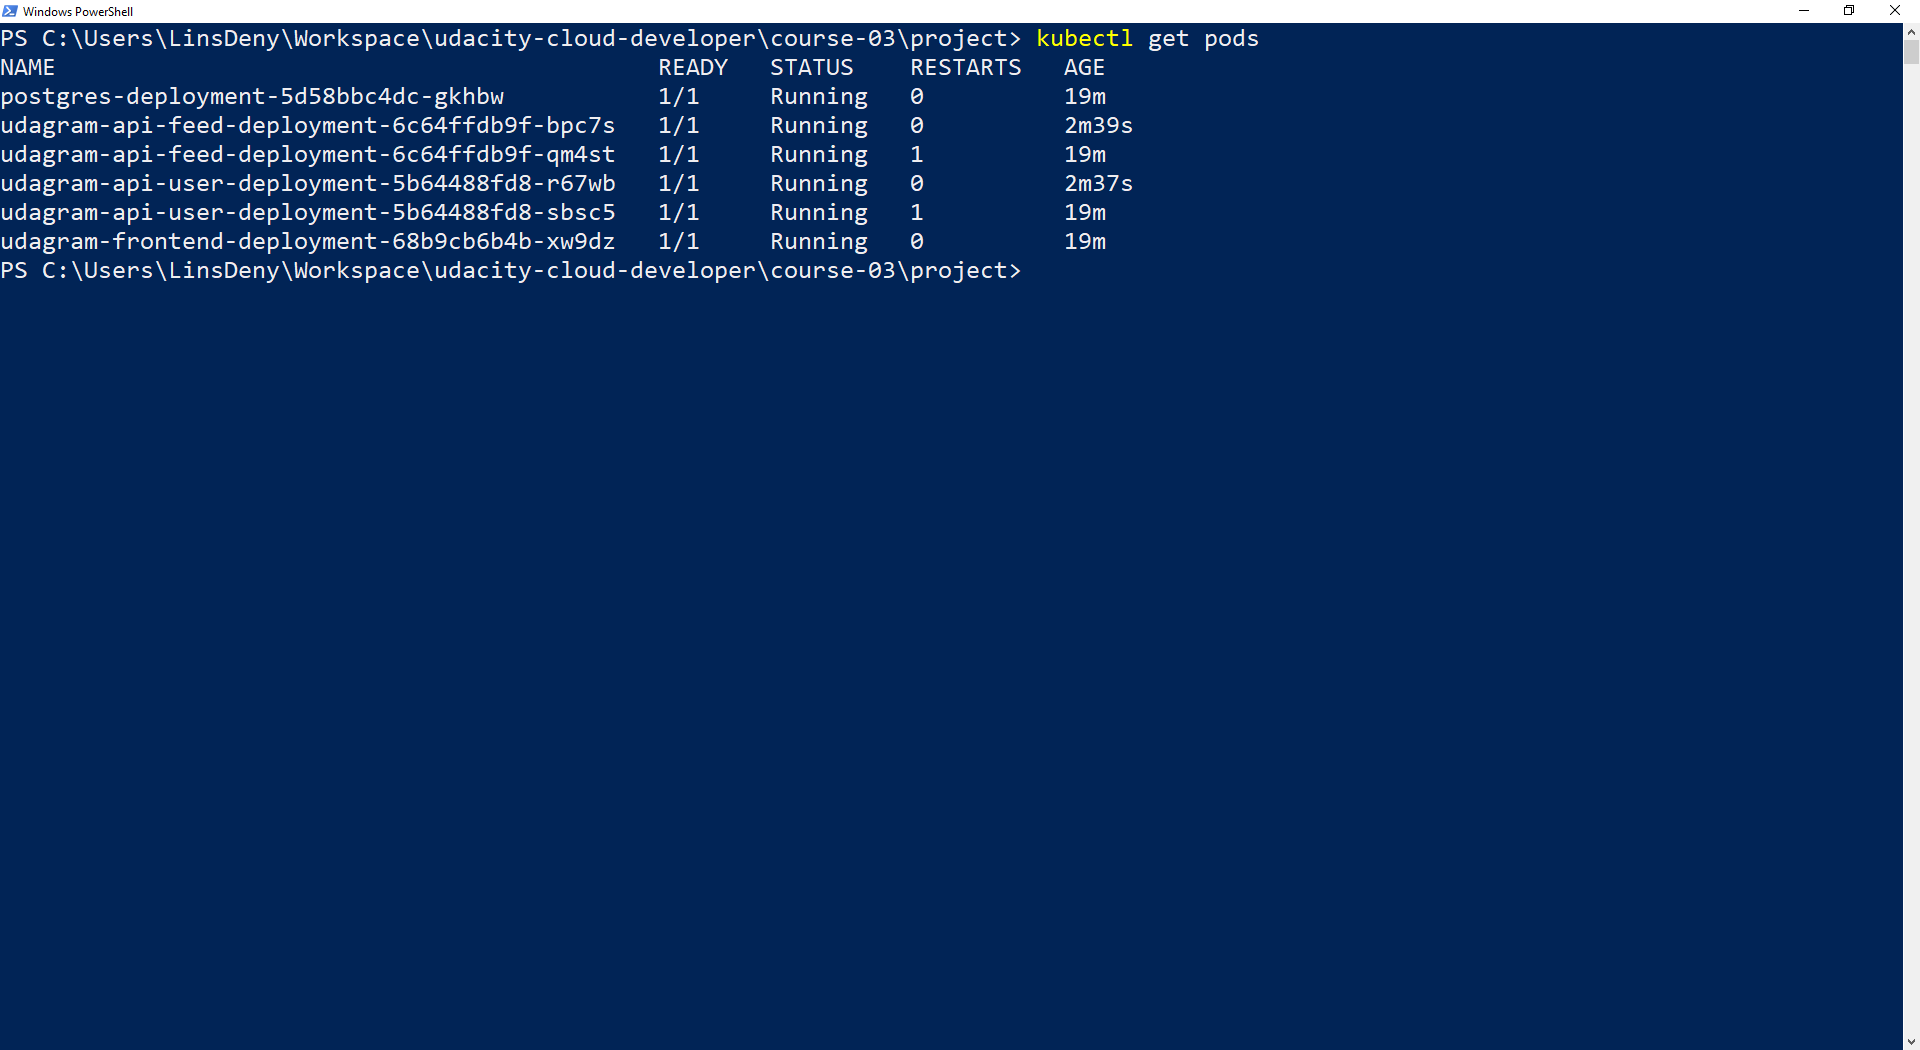 Windows PowerShell
PS C:\Users\LinsDeny\Workspace\udacity-cloud-developer\course-03\project> kubectl get pods
NAME READY STATUS RESTARTS AGE
postgres-deployment-5d58bbc4dc-gkhbw 1/1 Running 0 19m
udagram-api-feed-deployment-6c64ffdb9f-bpc7s 1/1 Running 0 2m39s
udagram-api-feed-deployment-6c64ffdb9f-qm4st 1/1 Running 1 19m
udagram-api-user-deployment-5b64488fd8-r67wb 1/1 Running 0 2m37s
udagram-api-user-deployment-5b64488fd8-sbsc5 1/1 Running 1 19m
udagram-frontend-deployment-68b9cb6b4b-xw9dz 1/1 Running 0 19m
PS C:\Users\LinsDeny\Workspace\udacity-cloud-developer\course-03\project>